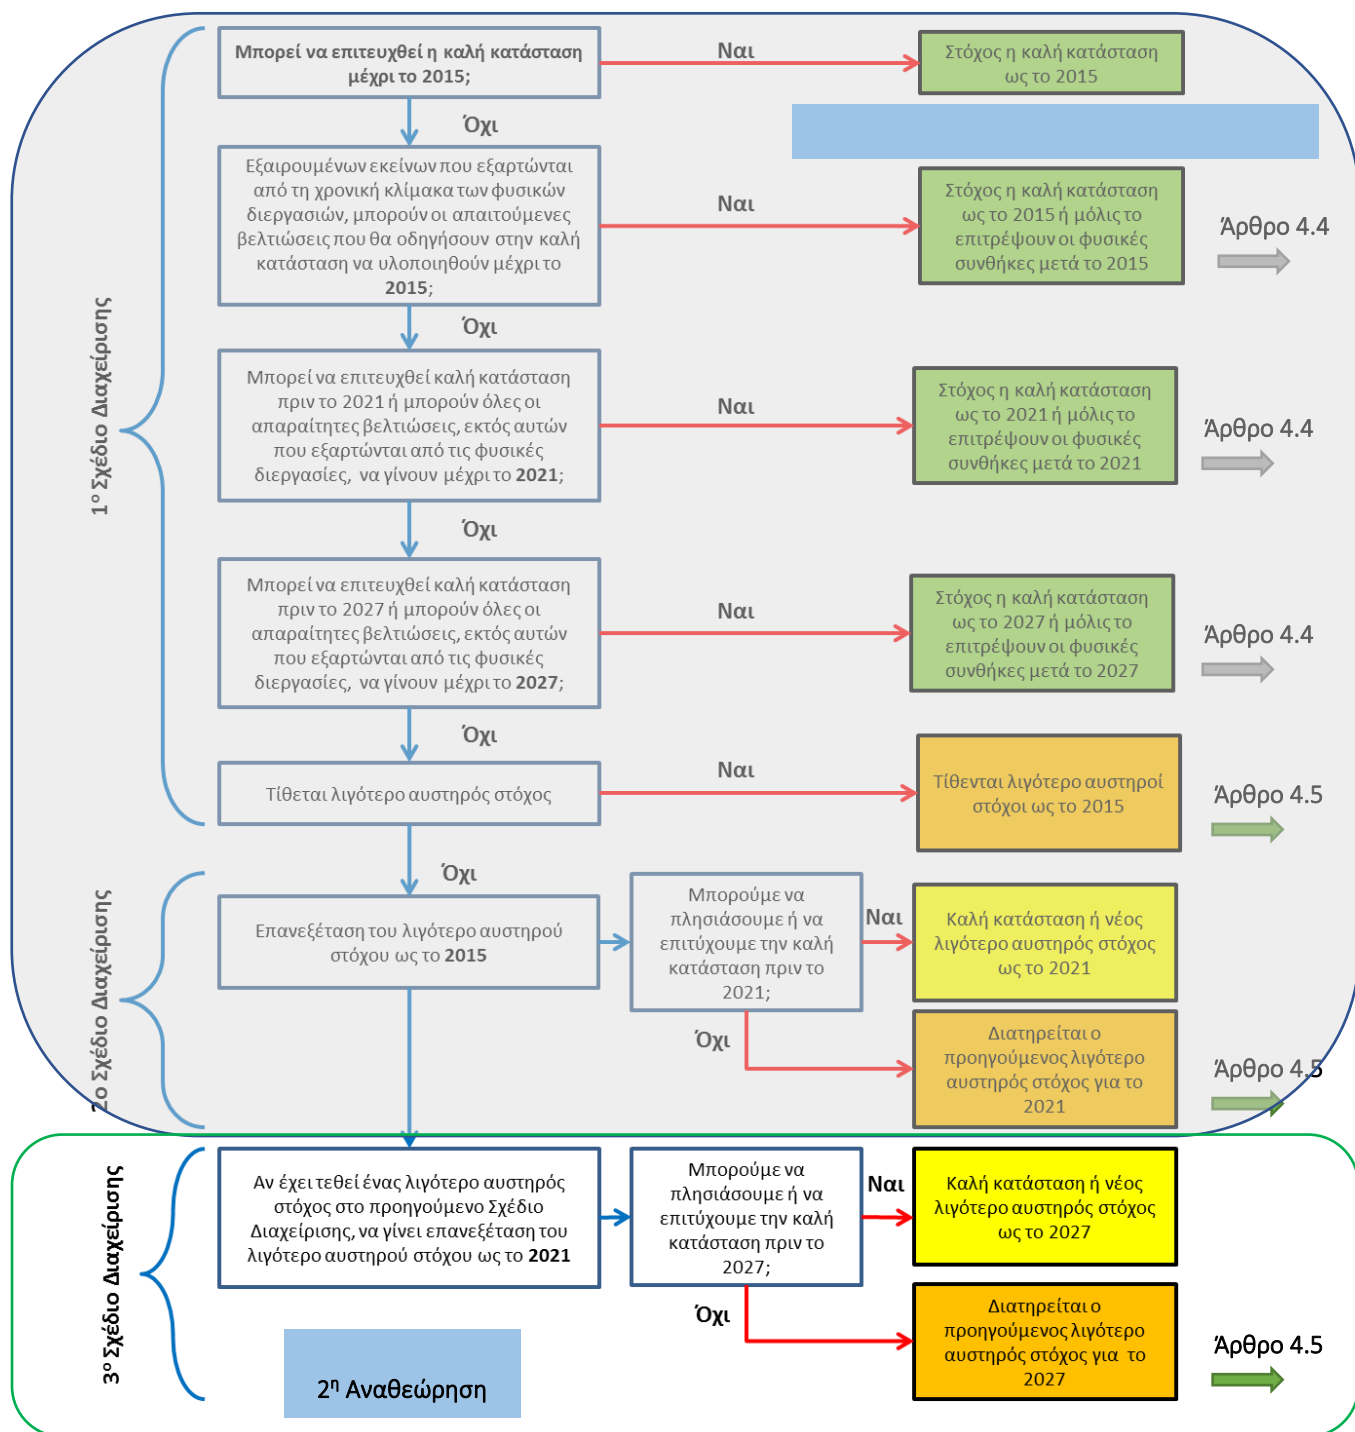 Μπορεί να επιτευχθεί η καλή κατάσταση
μέχρι το 2015;
Ναι
Στόχος η καλή κατάσταση
ως το 2015
Όχι
Εξαιρουμένων εκείνων που εξαρτώνται
από τη χρονική κλίμακα των φυσικών
διεργασιών, μπορούν οι απαιτούμενες
βελτιώσεις που θα οδηγήσουν στην καλή
κατάσταση να υλοποιηθούν μέχρι το
2015;
Ναι
Στόχος η καλή κατάσταση
ως το 2015 ή μόλις το
επιτρέψουν οι φυσικές
συνθήκες μετά το 2015
Άρθρο 4.4
Όχι
1º Σχέδιο Διαχείρισης
Μπορεί να επιτευχθεί καλή κατάσταση
πριν το 2021 ή μπορούν όλες οι
απαραίτητες βελτιώσεις, εκτός αυτών
που εξαρτώνται από τις φυσικές
διεργασίες, να γίνουν μέχρι το 2021;
Ναι
Στόχος η καλή κατάσταση
ως το 2021 ή μόλις το
επιτρέψουν οι φυσικές
συνθήκες μετά το 2021
Άρθρο 4.4
Όχι
Μπορεί να επιτευχθεί καλή κατάσταση
πριν το 2027 ή μπορούν όλες οι
απαραίτητες βελτιώσεις, εκτός αυτών
που εξαρτώνται από τις φυσικές
διεργασίες, να γίνουν μέχρι το 2027;
Ναι
Στόχος η καλή κατάσταση
ως το 2027 ή μόλις το
επιτρέψουν οι φυσικές
συνθήκες μετά το 2027
Άρθρο 4.4
Όχι
Τίθεται λιγότερο αυστηρός στόχος
Ναι
Τίθενται λιγότερο αυστηροί
στόχοι ως το 2015
Άρθρο 4.5
Όχι
2ο Σχέδιο Διαχείρισης
Επανεξέταση του λιγότερο αυστηρού
στόχου ως το 2015
Μπορούμε να
πλησιάσουμε ή να
επιτύχουμε την καλή
κατάσταση πριν το
2021;
Ναι
Καλή κατάσταση ή νέος
λιγότερο αυστηρός στόχος
ως το 2021
Όχι
Διατηρείται ο
προηγούμενος λιγότερο
αυστηρός στόχος για το
2021
Άρθρο 4.5
3º Σχέδιο Διαχείρισης
Αν έχει τεθεί ένας λιγότερο αυστηρός
στόχος στο προηγούμενο Σχέδιο
Διαχείρισης, να γίνει επανεξέταση του
λιγότερο αυστηρού στόχου ως το 2021
Μπορούμε να
πλησιάσουμε ή να
επιτύχουμε την καλή
κατάσταση πριν το
2027;
Ναι
Καλή κατάσταση ή νέος
λιγότερο αυστηρός στόχος
ως το 2027
Όχι
Διατηρείται ο
προηγούμενος λιγότερο
αυστηρός στόχος για το
2027
Άρθρο 4.5
2η Αναθεώρηση